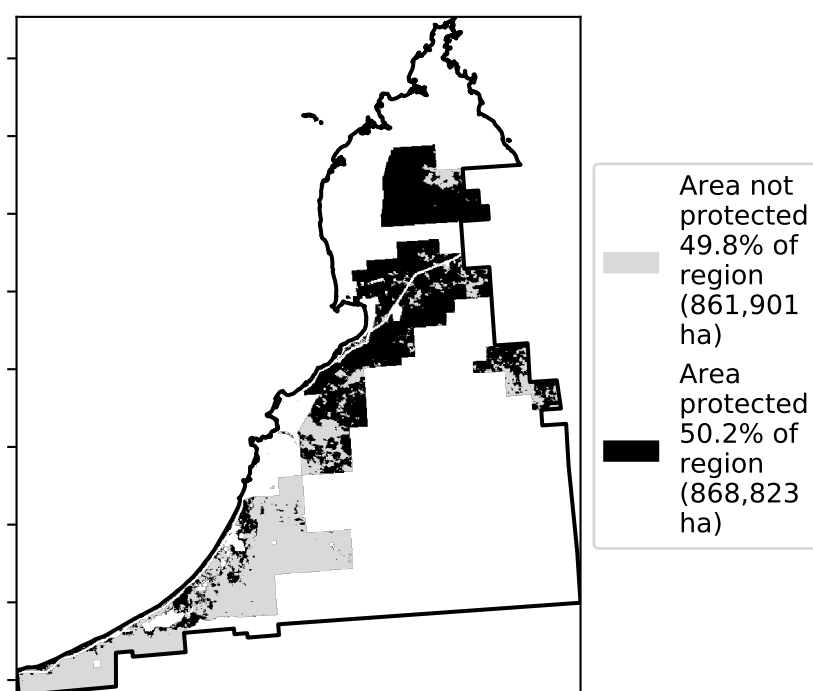 Area not
protected
49.8% of
region
(861,901
ha)
Area
protected
50.2% of
region
(868,823
ha)